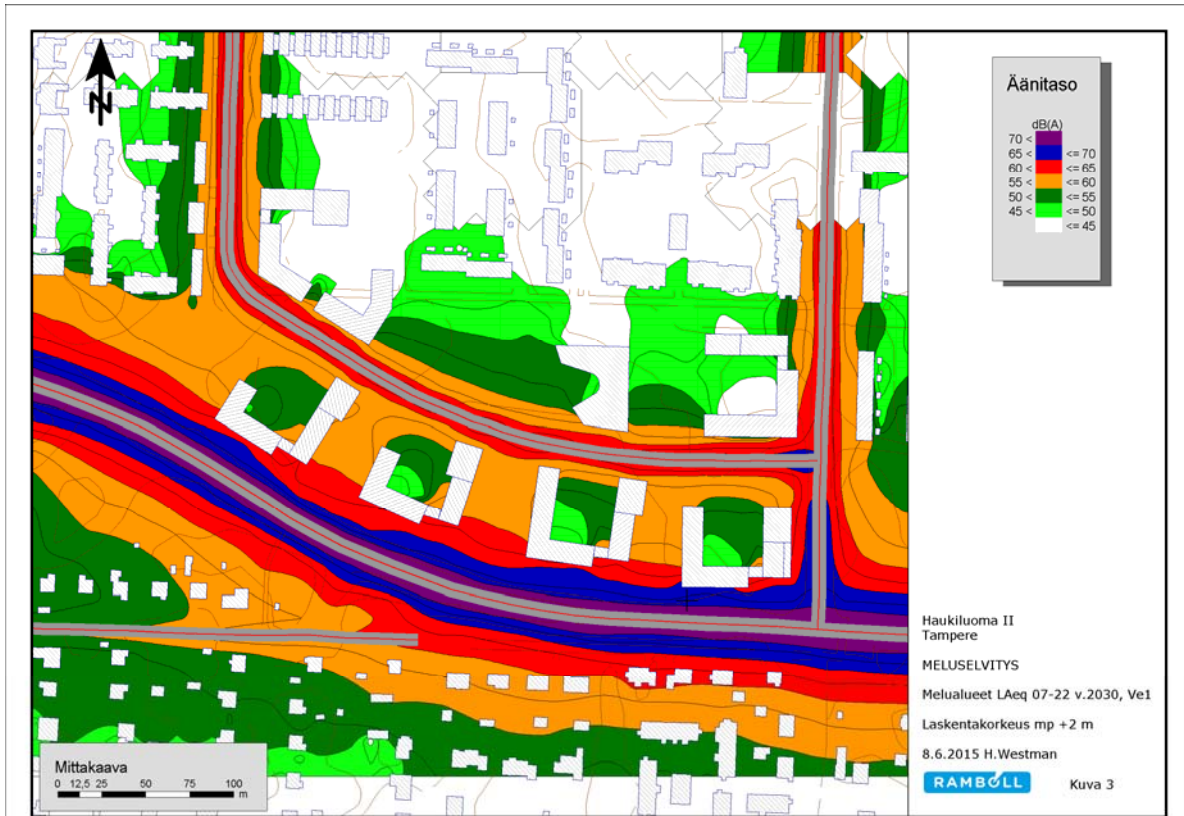 N
Äänitaso
dB(A)
70 <
65 < <= 70
60 < <= 65
55 < <= 60
50 < <= 55
45 < <= 50
<= 45
Haukiluoma II
Tampere
MELUSELVITYS
Melualueet LAeq 07-22 v.2030, Ve1
Laskentakorkeus mp +2 m
8.6.2015 H.Westman
RAMBOLL Kuva 3
Mittakaava
0 12,5 25 50 75 100
m